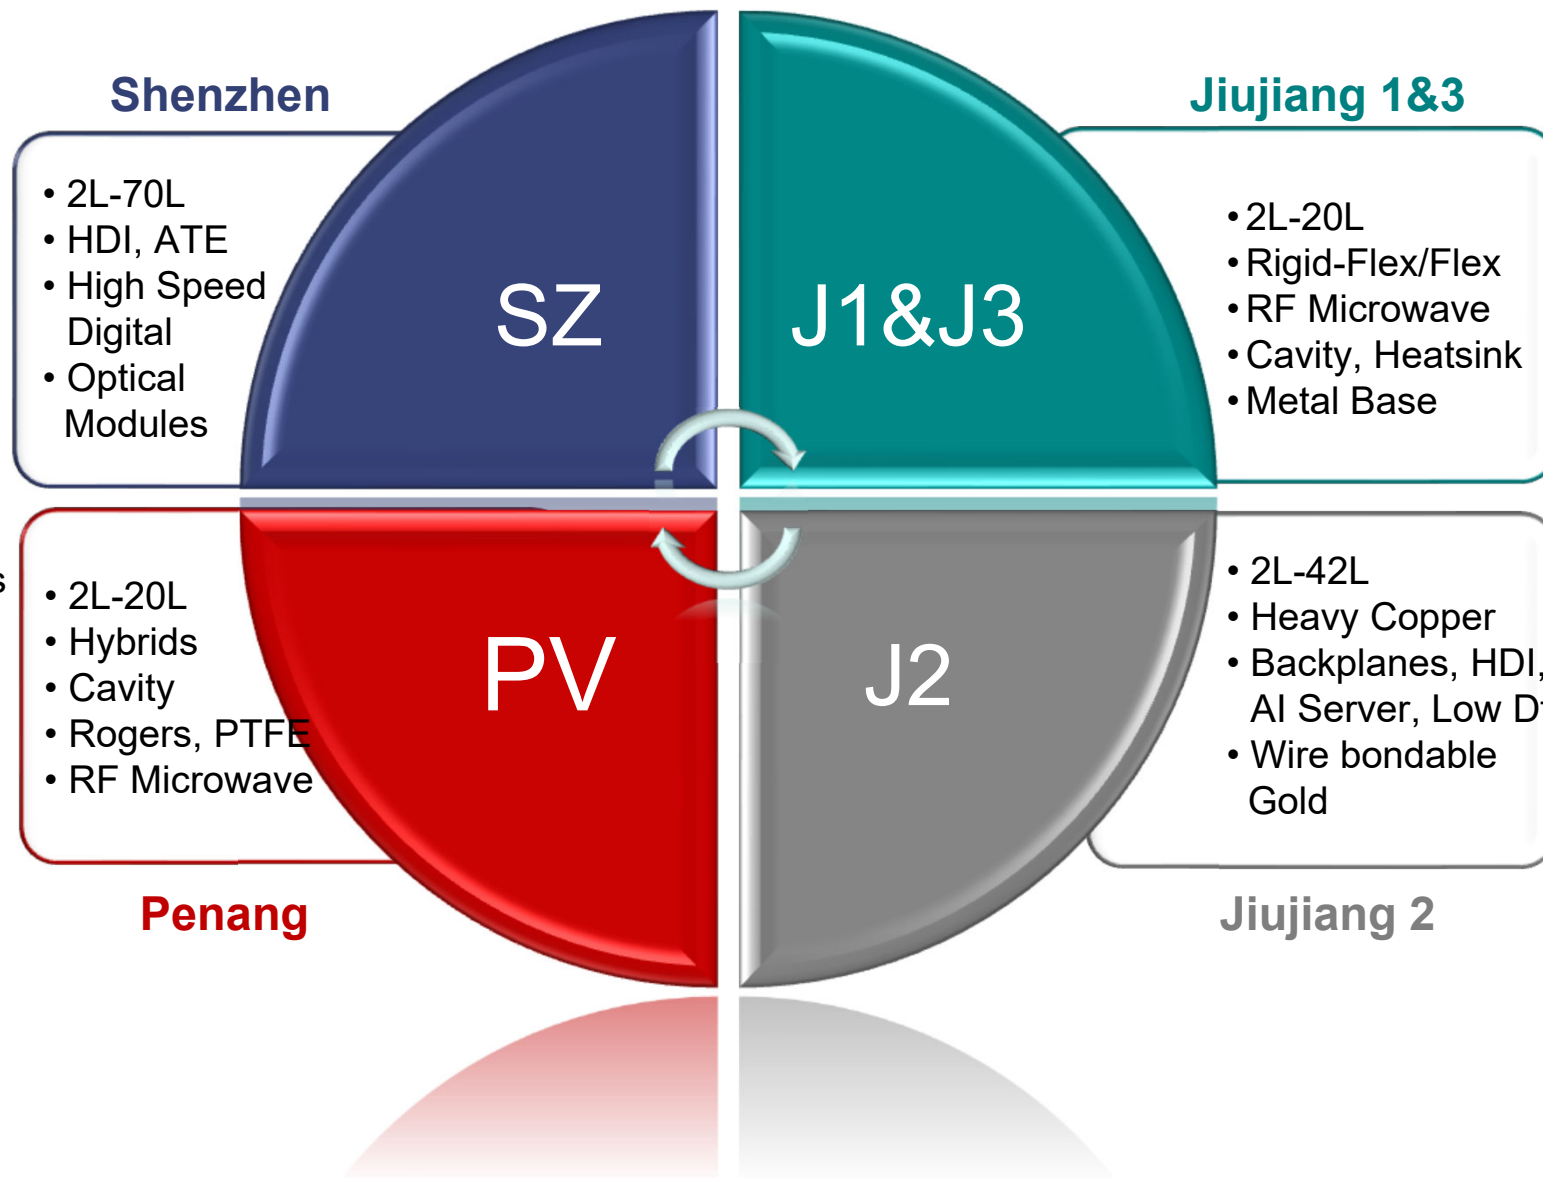 Shenzhen
• 2L-70L
• HDI, ATE
• High Speed
Digital
• Optical
Modules
SZ
Jiujiang 1&3
• 2L-20L
• Rigid-Flex/Flex
• RF Microwave
• Cavity, Heatsink
• Metal Base
J1&J3
• 2L-20L
• Hybrids
• Cavity
• Rogers, PTFE
• RF Microwave
PV
Penang
• 2L-42L
• Heavy Copper
• Backplanes, HDI,
AI Server, Low
• Wire bondable
Gold
J2
Jiujiang 2